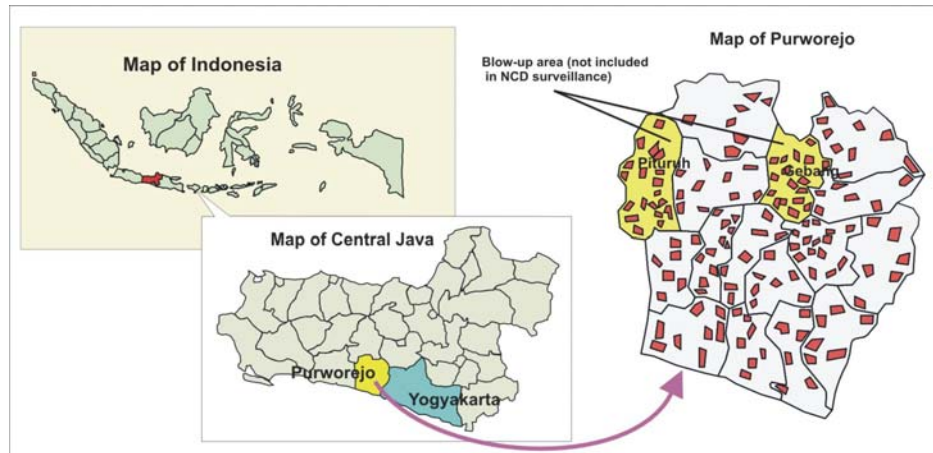 Map of Indonesia
Map of Purworejo
Blow-up area (not included
in NCD surveillance)
Pituruh
Gebang
Map of Central Java
Purworejo
Yogyakarta